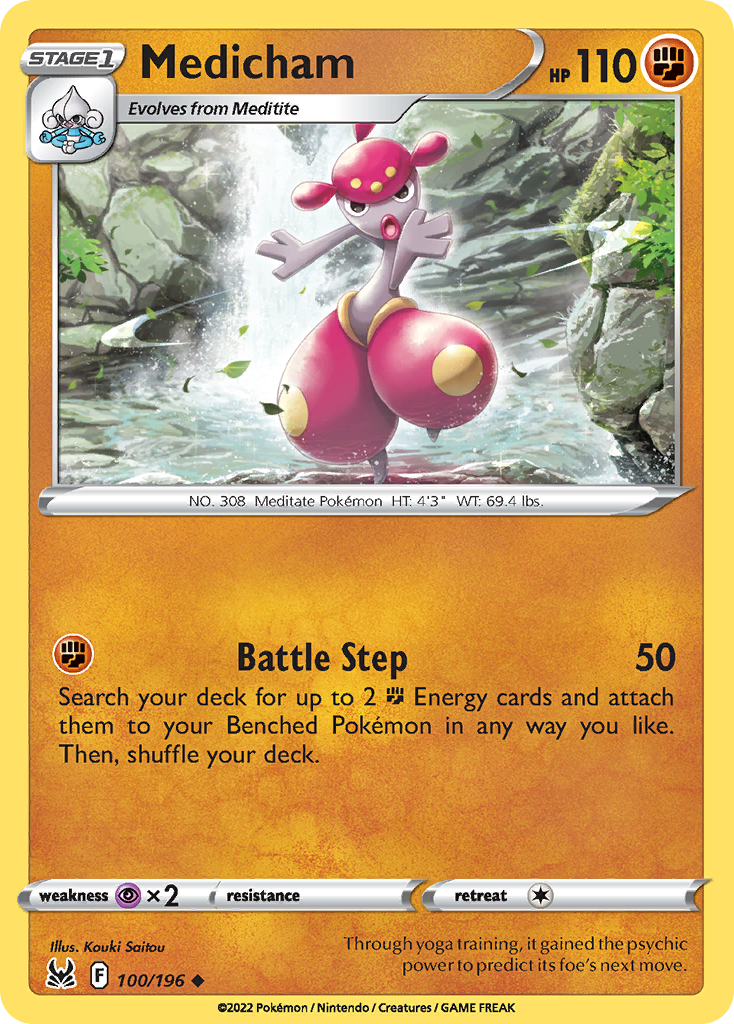 STAGE1
Medicham
HP 110
Evolves from Meditite
NO. 308 Meditate Pokémon HT: 4'3" WT: 69.4 lbs.
Battle Step 50
Search your deck for up to 2 Energy cards and attach
them to your Benched Pokémon in any way you like.
Then, shuffle your deck.
weakness ×2 resistance retreat
Illus. Kouki Saitou
Through yoga training, it gained the psychic
power to predict its foe's next move.
F 100/196
©2022 Pokémon / Nintendo / Creatures / GAME FREAK